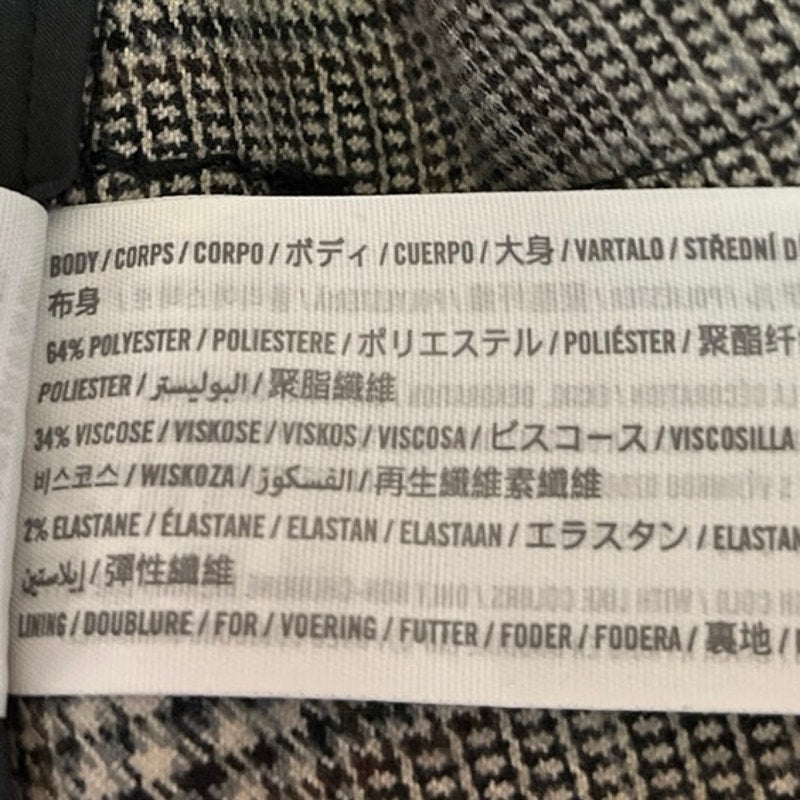 BODY / CORPS / CORPO / ボディ / CUERPO / 大身 / VARTALO / STŘEDNÍ
布身
64% POLYESTER / POLIESTERE / ポリエステル / POLIÉSTER / 聚酯纤
POLIESTER / البوليستر / 聚脂纖維
34% VISCOSE / VISKOSE / VISKOS / VISCOSA / ビスコース / VISCOSILLA
비스코스 / WISKOZA / الفسكوز / 再生纖維素纖維
2% ELASTANE / ÉLASTANE / ELASTAN / ELASTAAN / エラスタン / ELASTAN
إيلاستين / 彈性纖維
LINING / DOUBLURE / FOR / VOERING / FUTTER / FODER / FODERA / 裏地 /